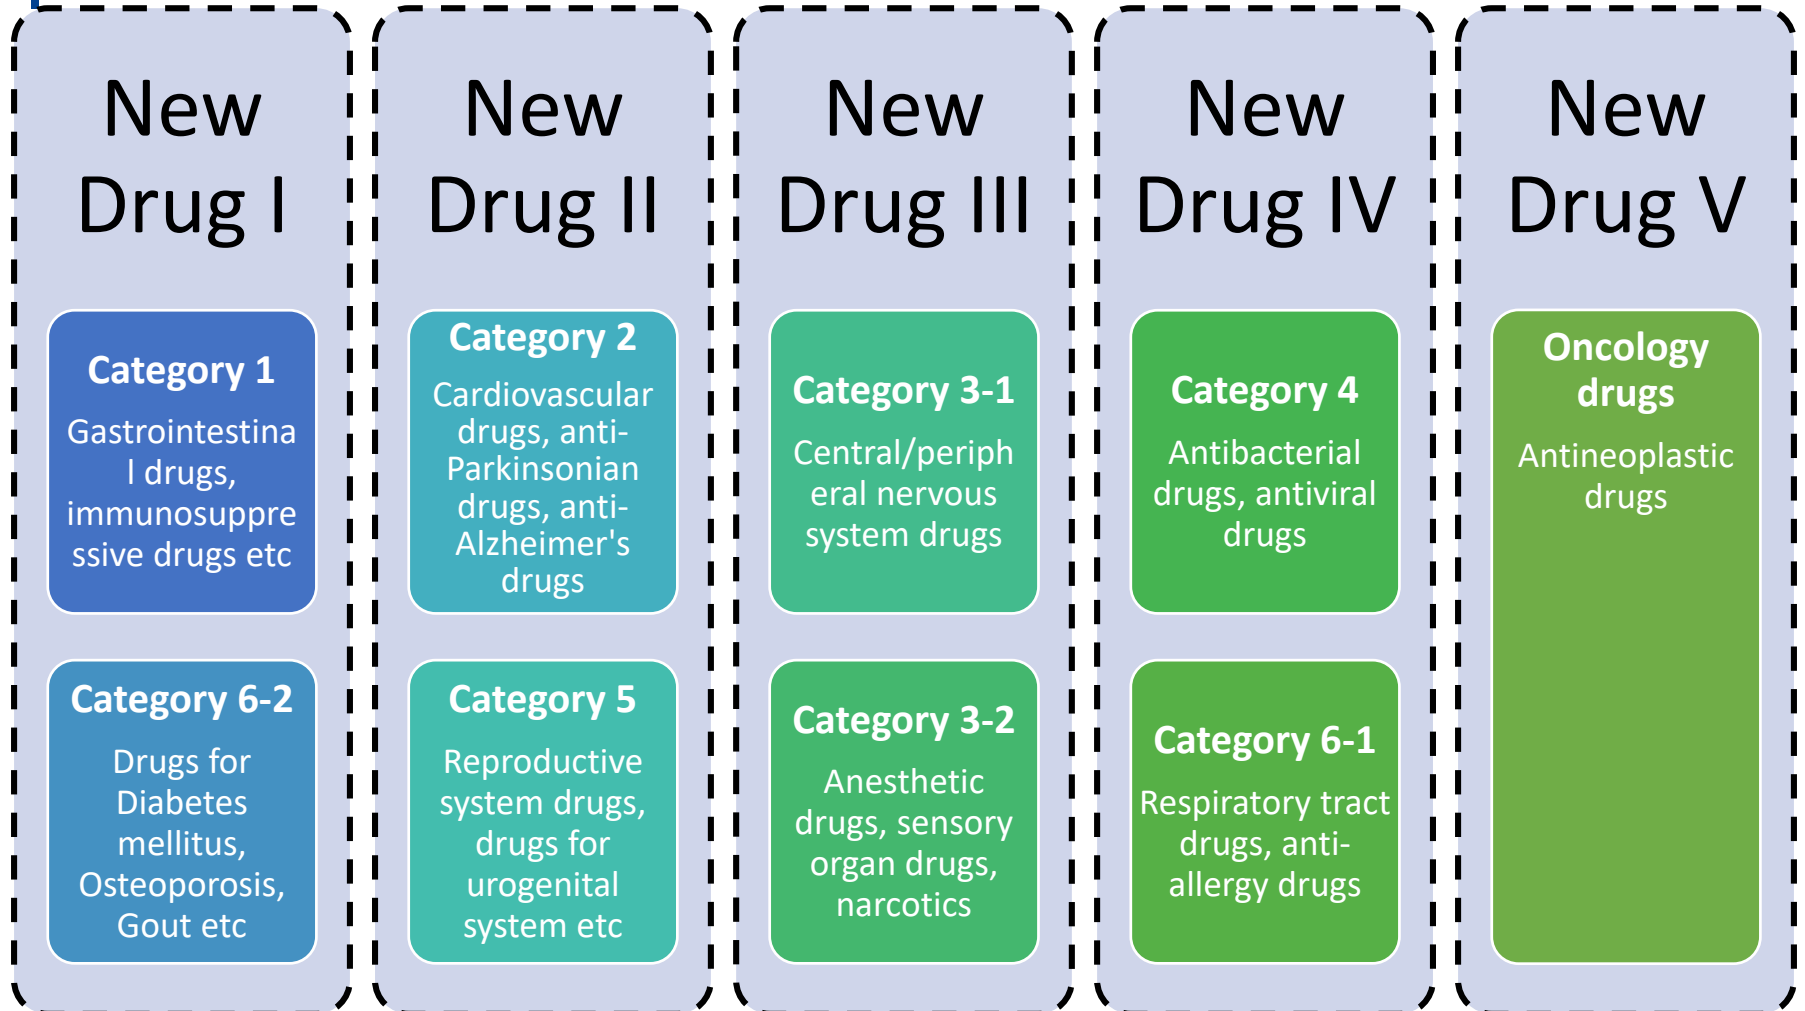 New
Drug I
Category 1
Gastrointestina
l drugs,
immunosuppre
ssive drugs etc
Category 6-2
Drugs for
Diabetes
mellitus,
Osteoporosis,
Gout etc
New
Drug II
Category 2
Cardiovascular
drugs, anti-
Parkinsonian
drugs, anti-
Alzheimer's
drugs
Category 5
Reproductive
system drugs,
drugs for
urogenital
system etc
New
Drug III
Category 3-1
Central/periph
eral nervous
system drugs
Category 3-2
Anesthetic
drugs, sensory
organ drugs,
narcotics
New
Drug IV
Category 4
Antibacterial
drugs, antiviral
drugs
Category 6-1
Respiratory tract
drugs, anti-
allergy drugs
New
Drug V
Oncology
drugs
Antineoplastic
drugs